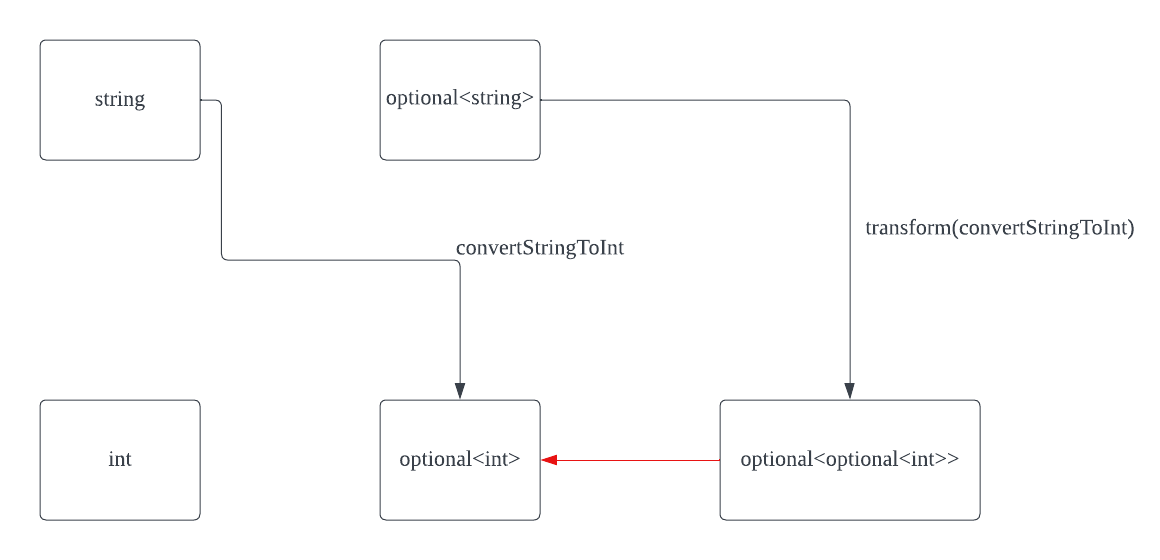 string
optional<string>
transform(convertStringToInt)
convertStringToInt
int
optional<int>
optional<optional<int>>